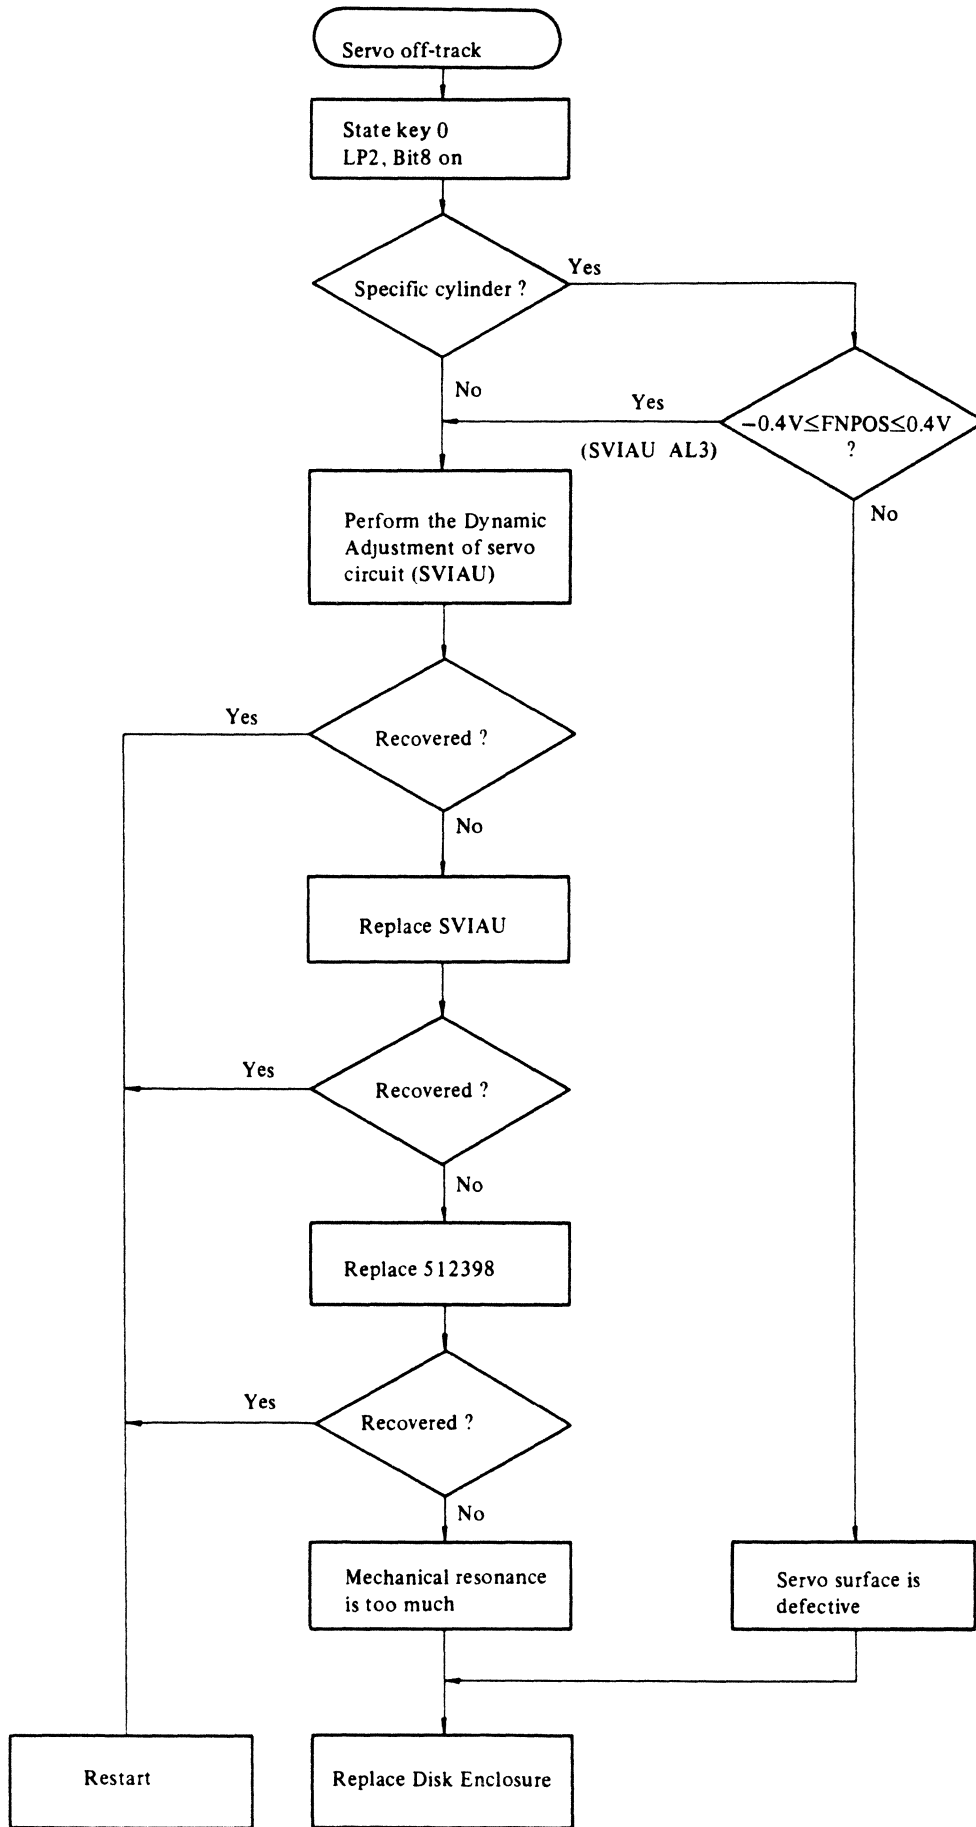 Servo off-track
State key 0
LP2, Bit8 on
Specific cylinder ?
Yes
No
Yes
−0.4V≤FNPOS≤0.4V
?
(SVIAU AL3)
No
Perform the Dynamic
Adjustment of servo
circuit (SVIAU)
Yes
Recovered ?
No
Replace SVIAU
Yes
Recovered ?
No
Replace 512398
Yes
Recovered ?
No
Mechanical resonance
is too much
Servo surface is
defective
Restart
Replace Disk Enclosure